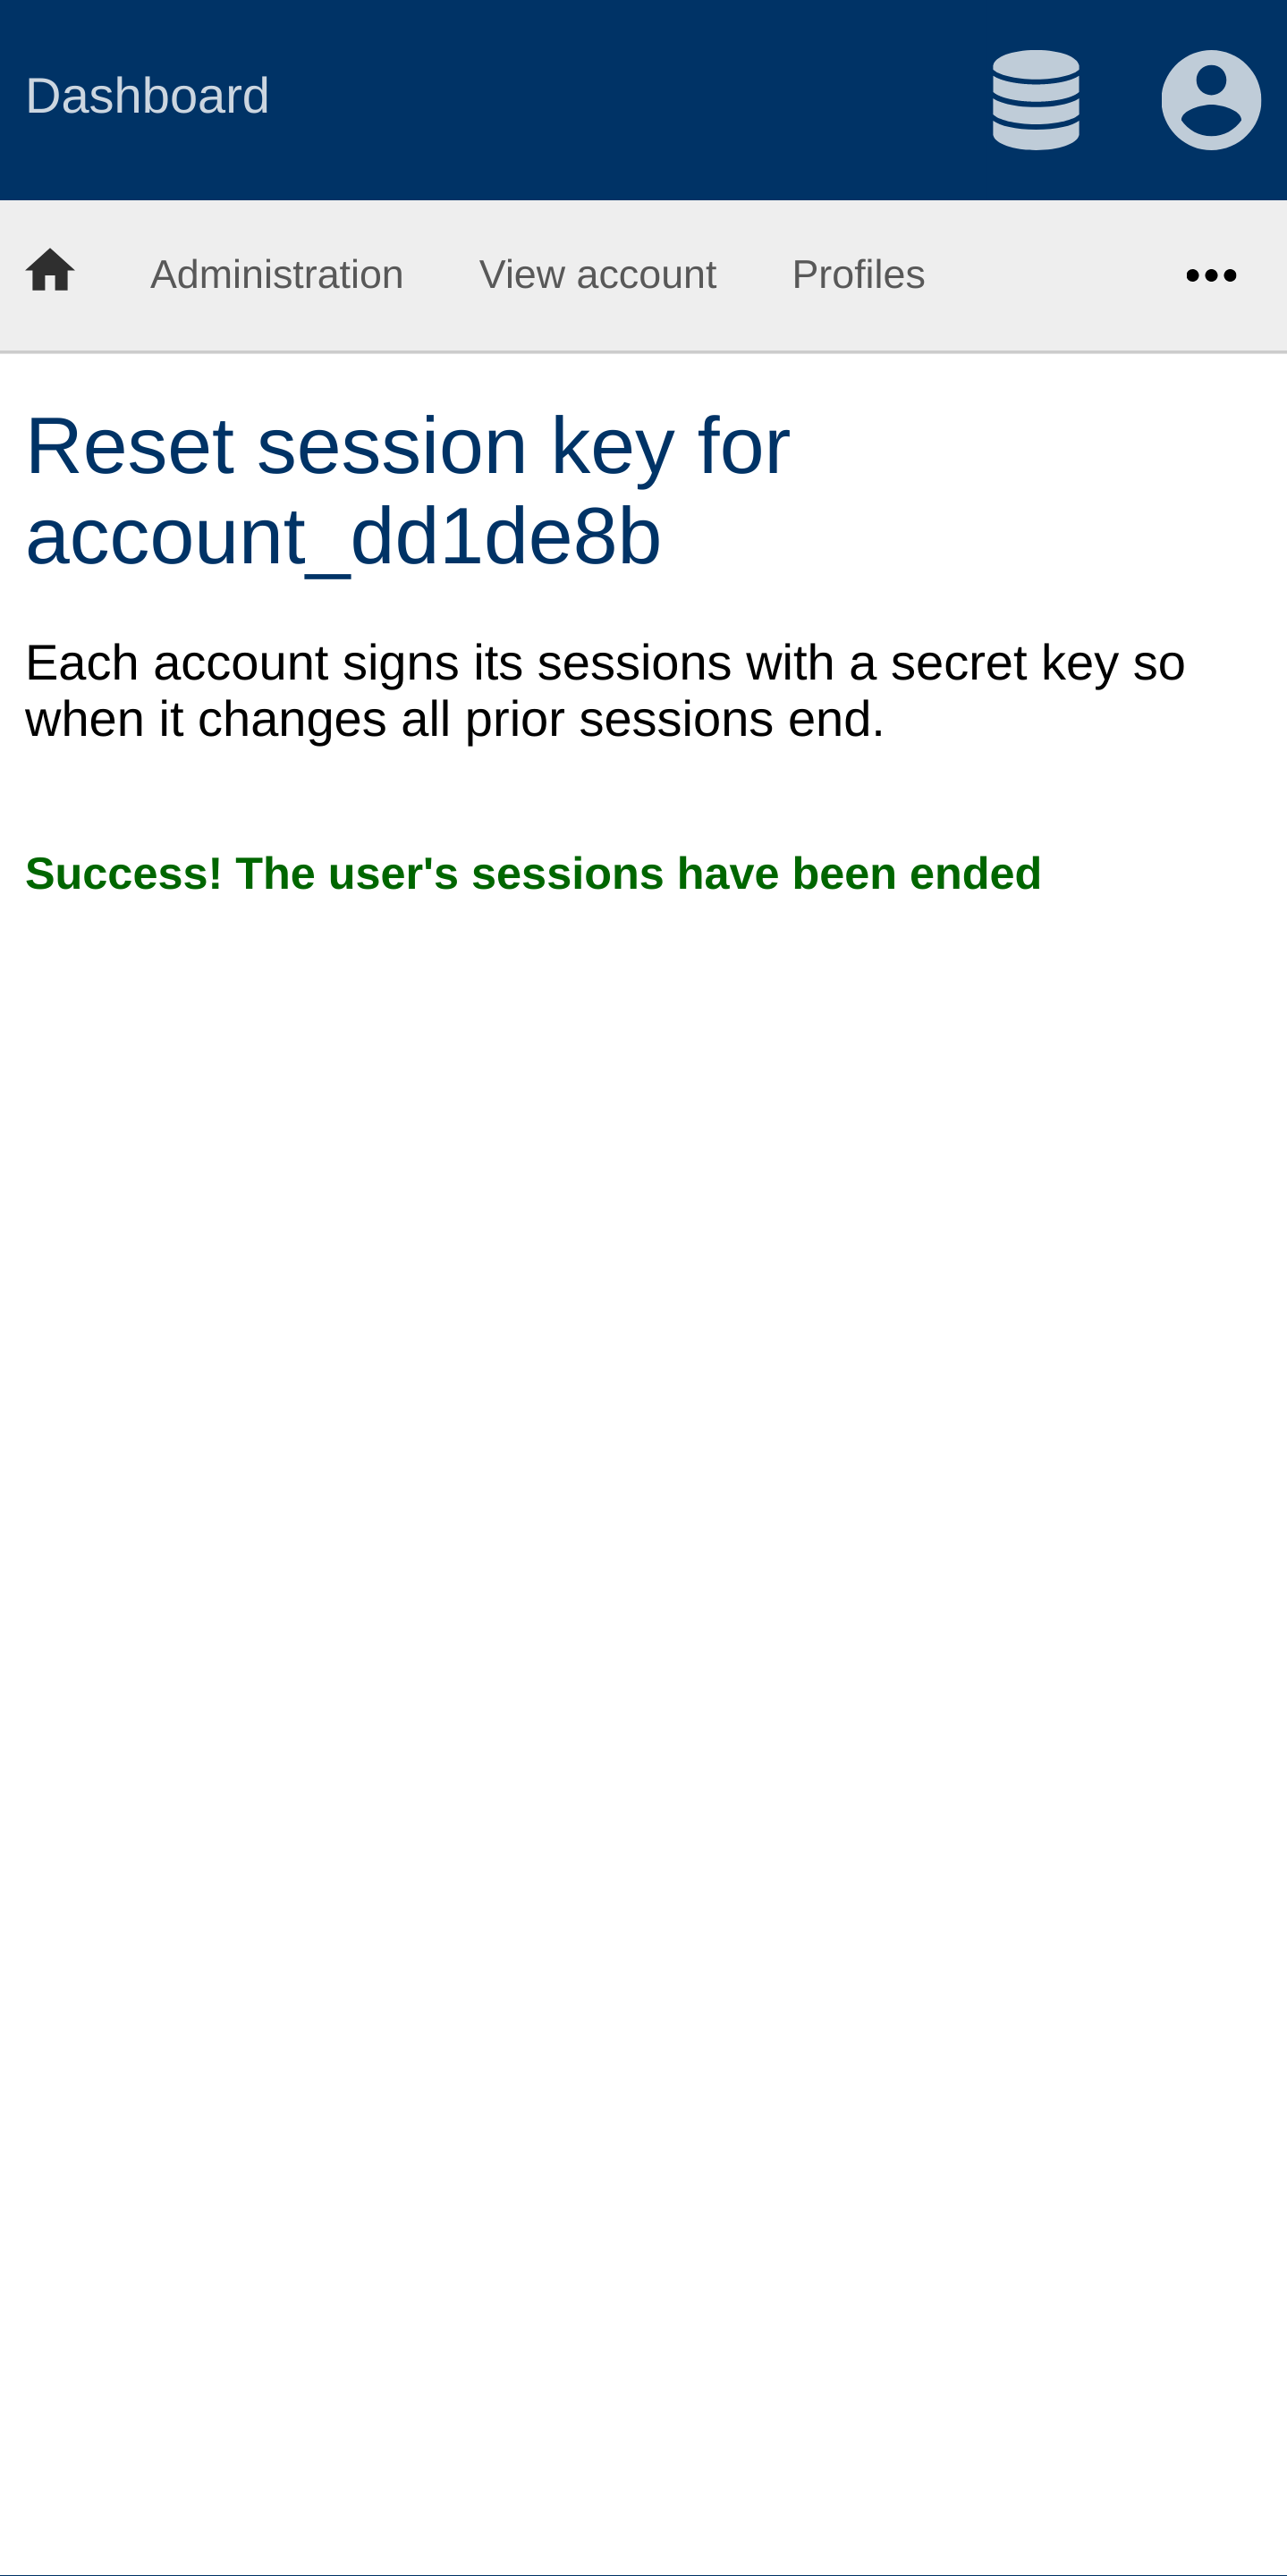 Dashboard
Administration View account Profiles
Reset session key for
account_dd1de8b
Each account signs its sessions with a secret key so
when it changes all prior sessions end.
Success! The user's sessions have been ended